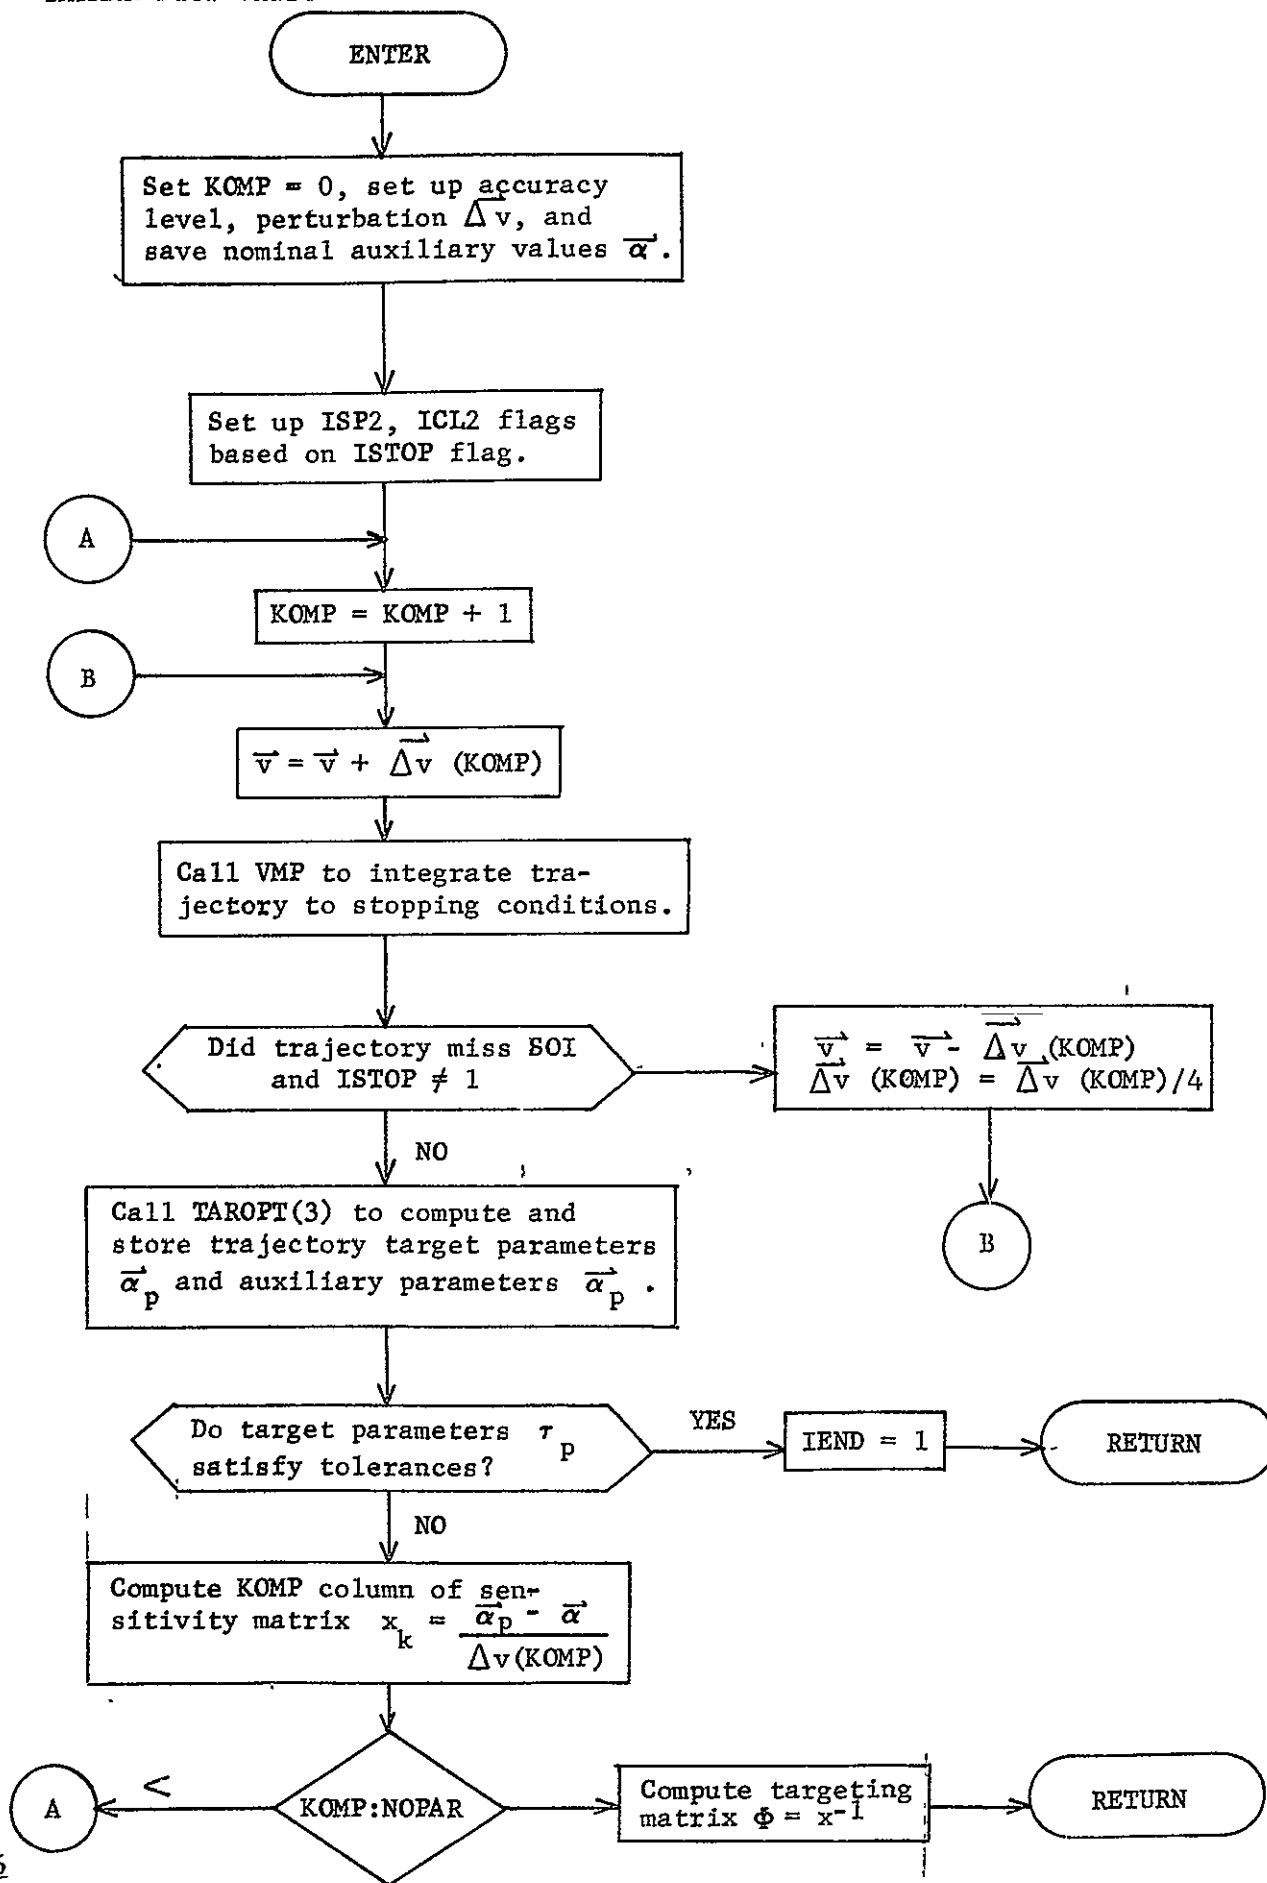 ENTER
Set KOMP = 0, set up accuracy
level, perturbation Δv⃗, and
save nominal auxiliary values α⃗.
Set up ISP2, ICL2 flags
based on ISTOP flag.
A
KOMP = KOMP + 1
B
v⃗ = v⃗ + Δv⃗ (KOMP)
Call VMP to integrate tra-
jectory to stopping conditions.
Did trajectory miss SOI
and ISTOP ≠ 1
v⃗ = v⃗ - Δv⃗ (KOMP)
Δv⃗ (KOMP) = Δv⃗ (KOMP)/4
NO
B
Call TAROPT(3) to compute and
store trajectory target parameters
α⃗p and auxiliary parameters α⃗p .
Do target parameters τp
satisfy tolerances?
YES
IEND = 1
RETURN
NO
Compute KOMP column of sen-
sitivity matrix xk = (α⃗p - α⃗) / Δv(KOMP)
A
<
KOMP:NOPAR
Compute targeting
matrix Φ = x⁻¹
RETURN